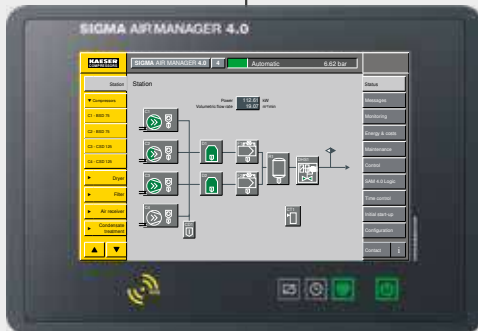 SIGMA AIR MANAGER 4.0
KAESER
COMPRESSORS
SIGMA AIR MANAGER 4.0 4 Automatic 6.62 bar
Station
Station
Status
Compressors
Power 112.61 kW
Volumetric flow rate 19.07 m³/min
Messages
C1 - BSD 75
Monitoring
C2 - BSD 75
Energy & costs
C3 - CSD 125
Maintenance
C4 - CSD 125
Control
Dryer
SAM 4.0 Logic
Filter
Time control
Air receiver
Initial start-up
Condensate
treatment
Configuration
Contact i